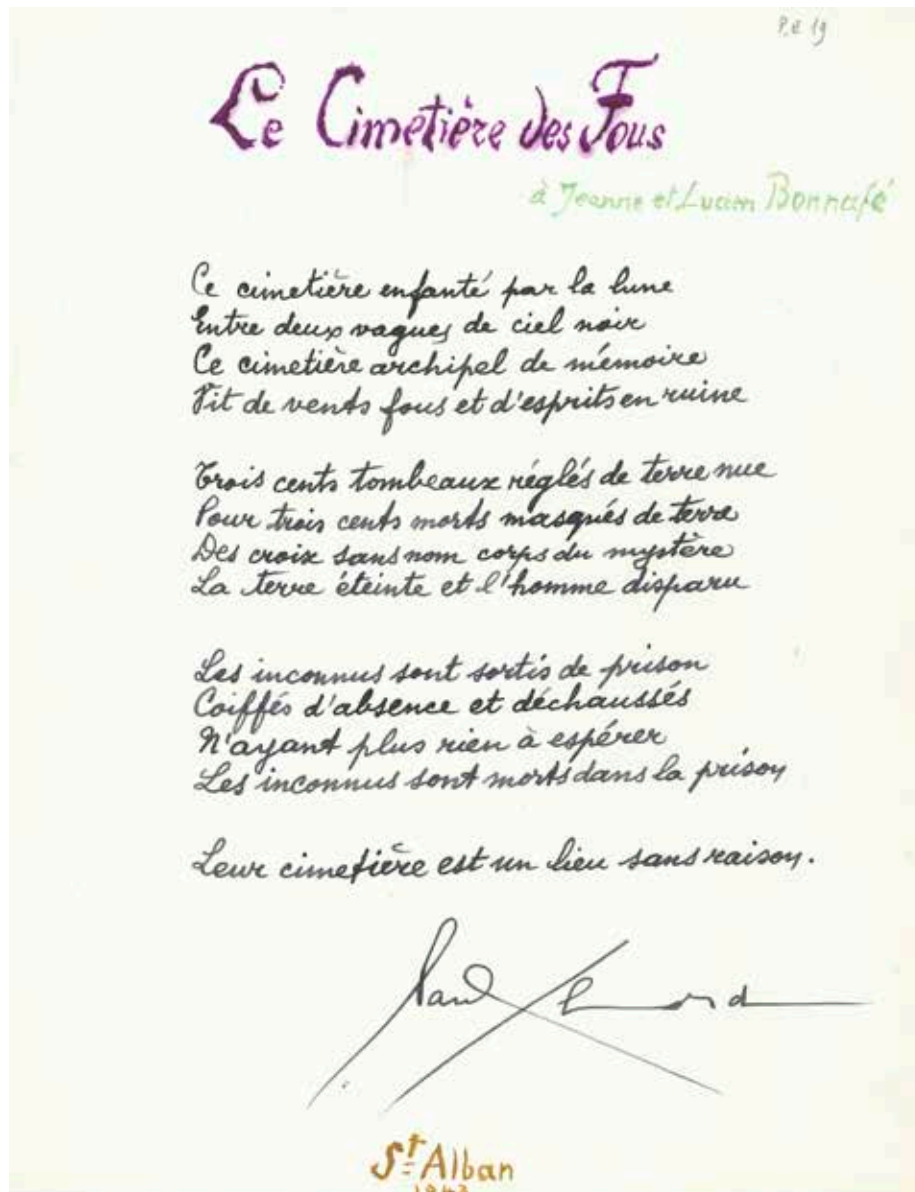 P.E 19
Le Cimetière des Fous
à Jeanne et Lucien Bonnafé
Ce cimetière enfanté par la lune
Entre deux vagues de ciel noir
Ce cimetière archipel de mémoire
Vit de vents fous et d'esprits en ruine
Trois cents tombeaux réglés de terre nue
Pour trois cents morts masqués de terre
Des croix sans nom corps du mystère
La terre éteinte et l'homme disparu
Les inconnus sont sortis de prison
Coiffés d'absence et déchaussés
N'ayant plus rien à espérer
Les inconnus sont morts dans la prison
Leur cimetière est un lieu sans raison.
Paul Eluard
St Alban
1943